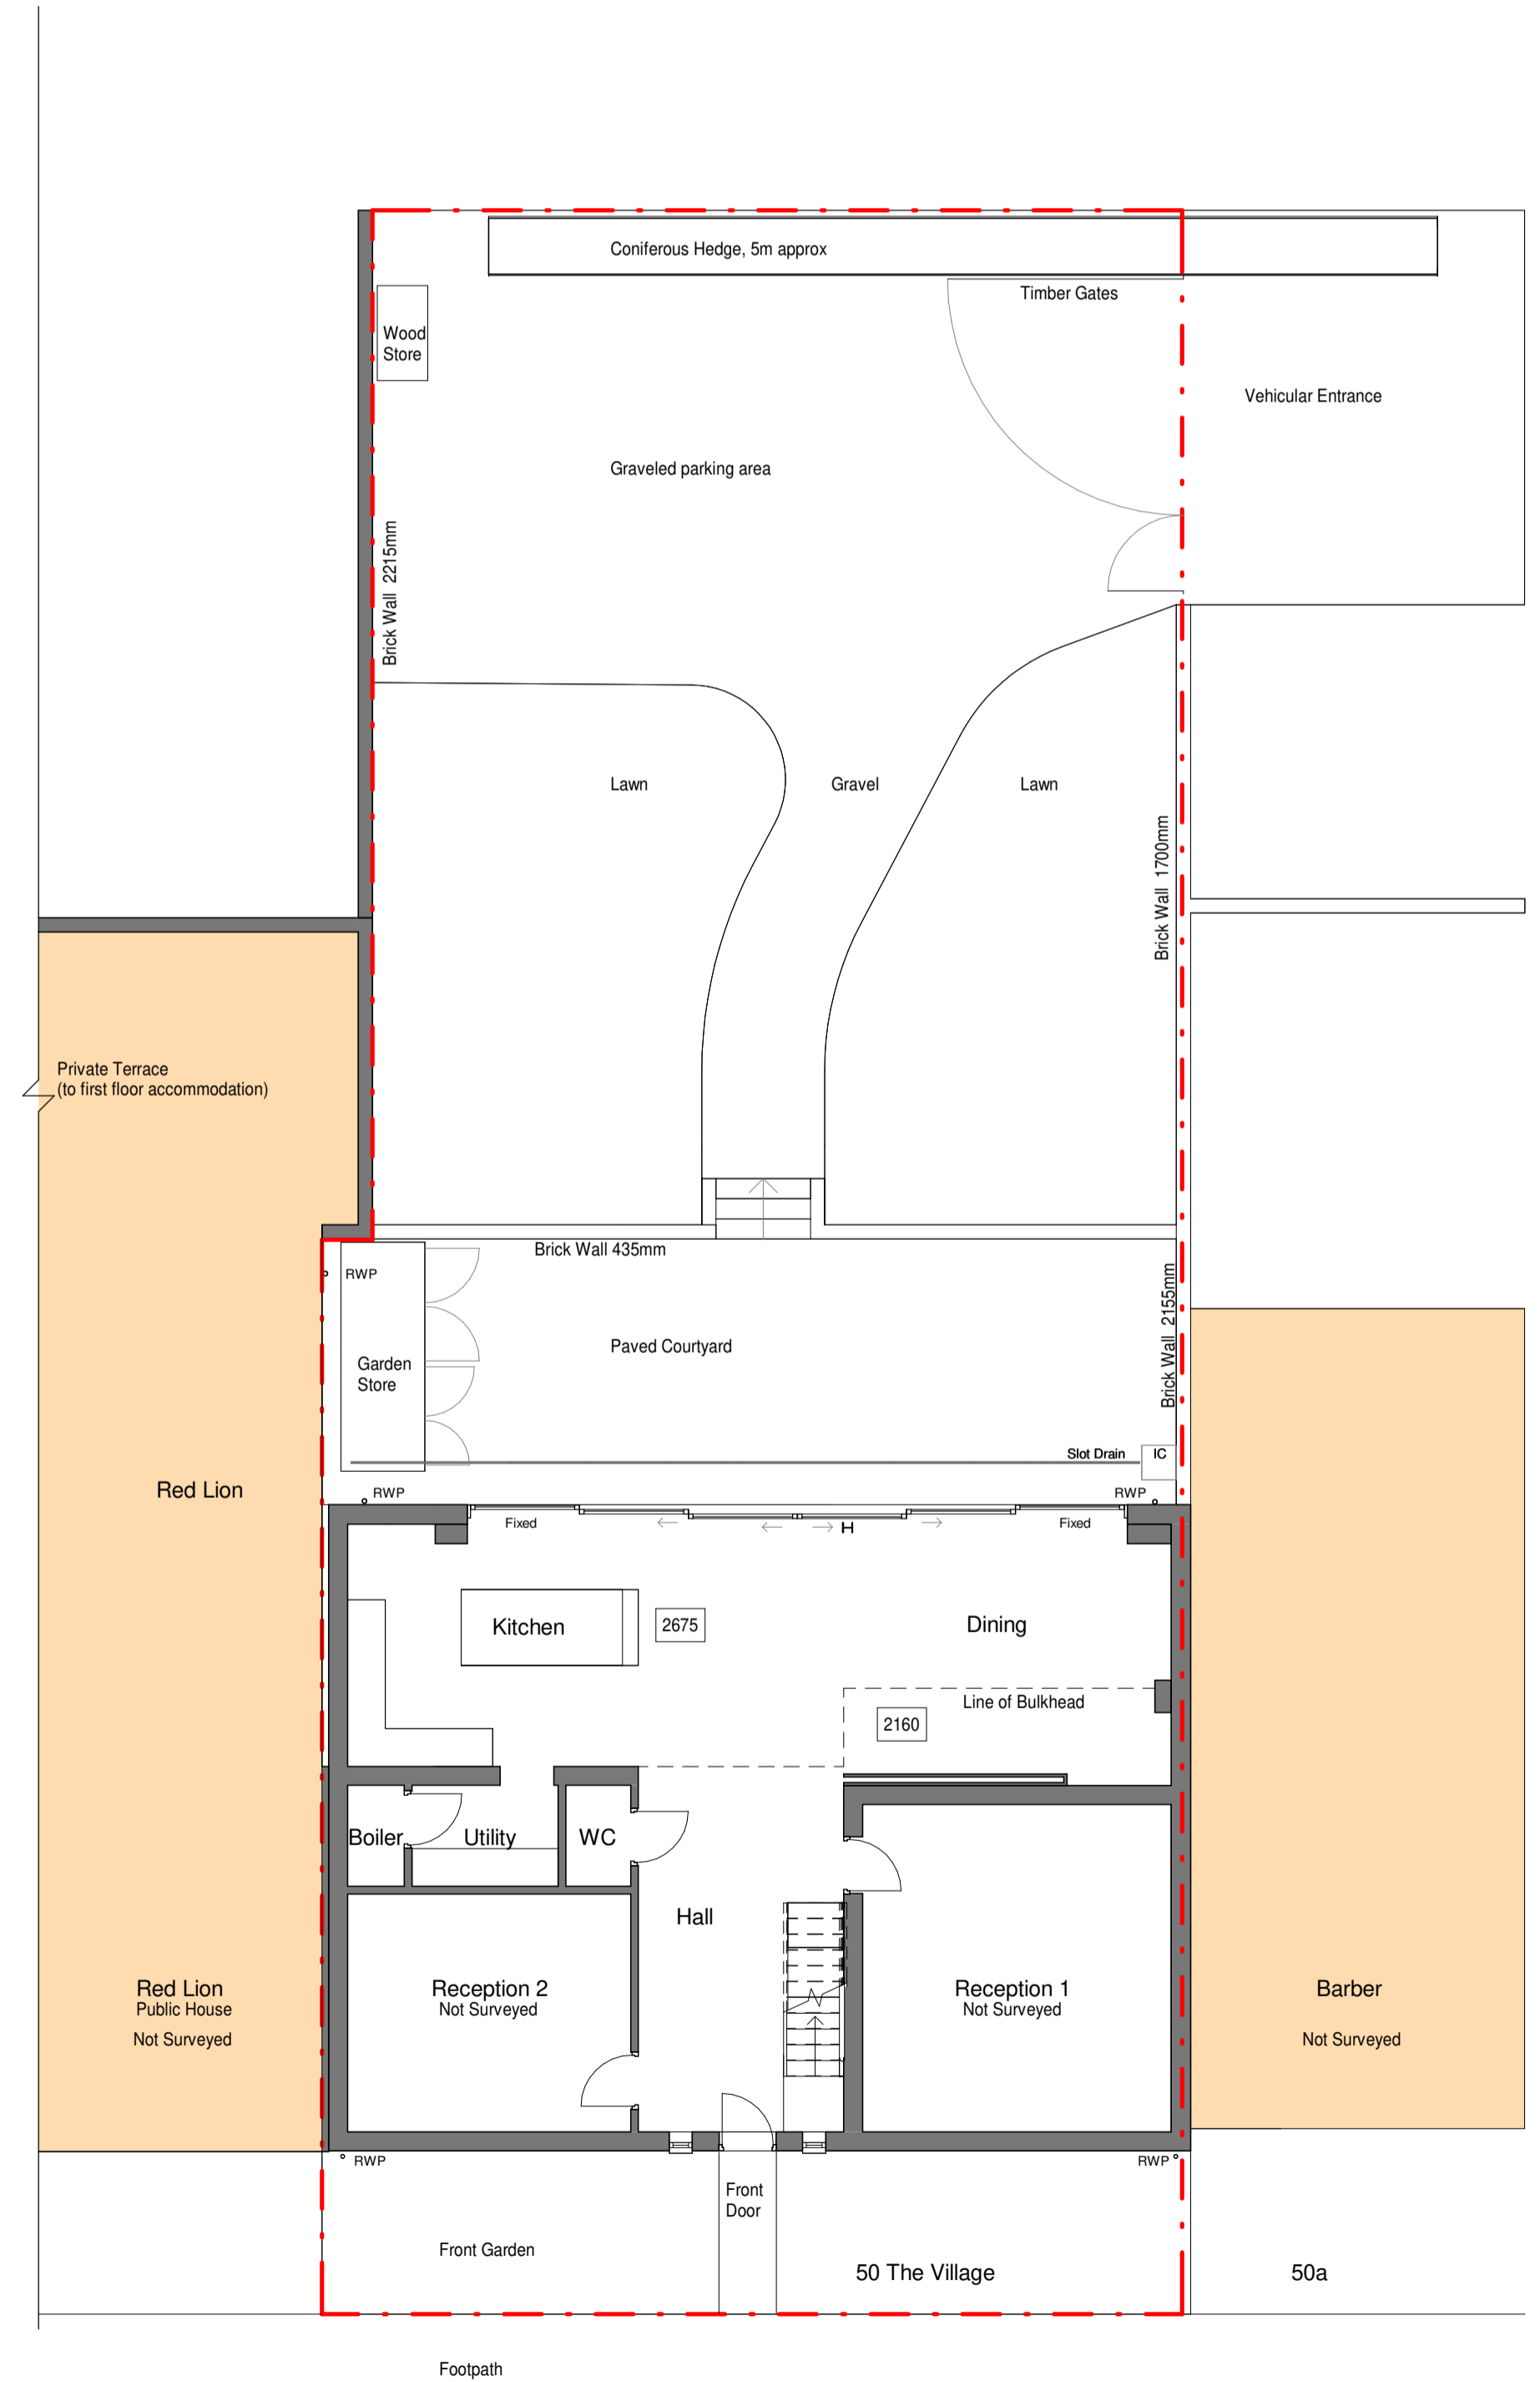 Coniferous Hedge, 5m approx
Timber Gates
Wood
Store
Vehicular Entrance
Graveled parking area
Brick Wall  2215mm
Lawn
Gravel
Lawn
Brick Wall  1700mm
Private Terrace
(to first floor accommodation)
Brick Wall 435mm
RWP
Brick Wall  2155mm
Paved Courtyard
Garden
Store
Slot Drain
IC
Red Lion
RWP
RWP
Fixed
H
Fixed
Kitchen
2675
Dining
Line of Bulkhead
2160
Boiler
Utility
WC
Hall
Red Lion
Public House
Not Surveyed
Reception 2
Not Surveyed
Reception 1
Not Surveyed
Barber
Not Surveyed
RWP
RWP
Front
Door
Front Garden
50 The Village
50a
Footpath